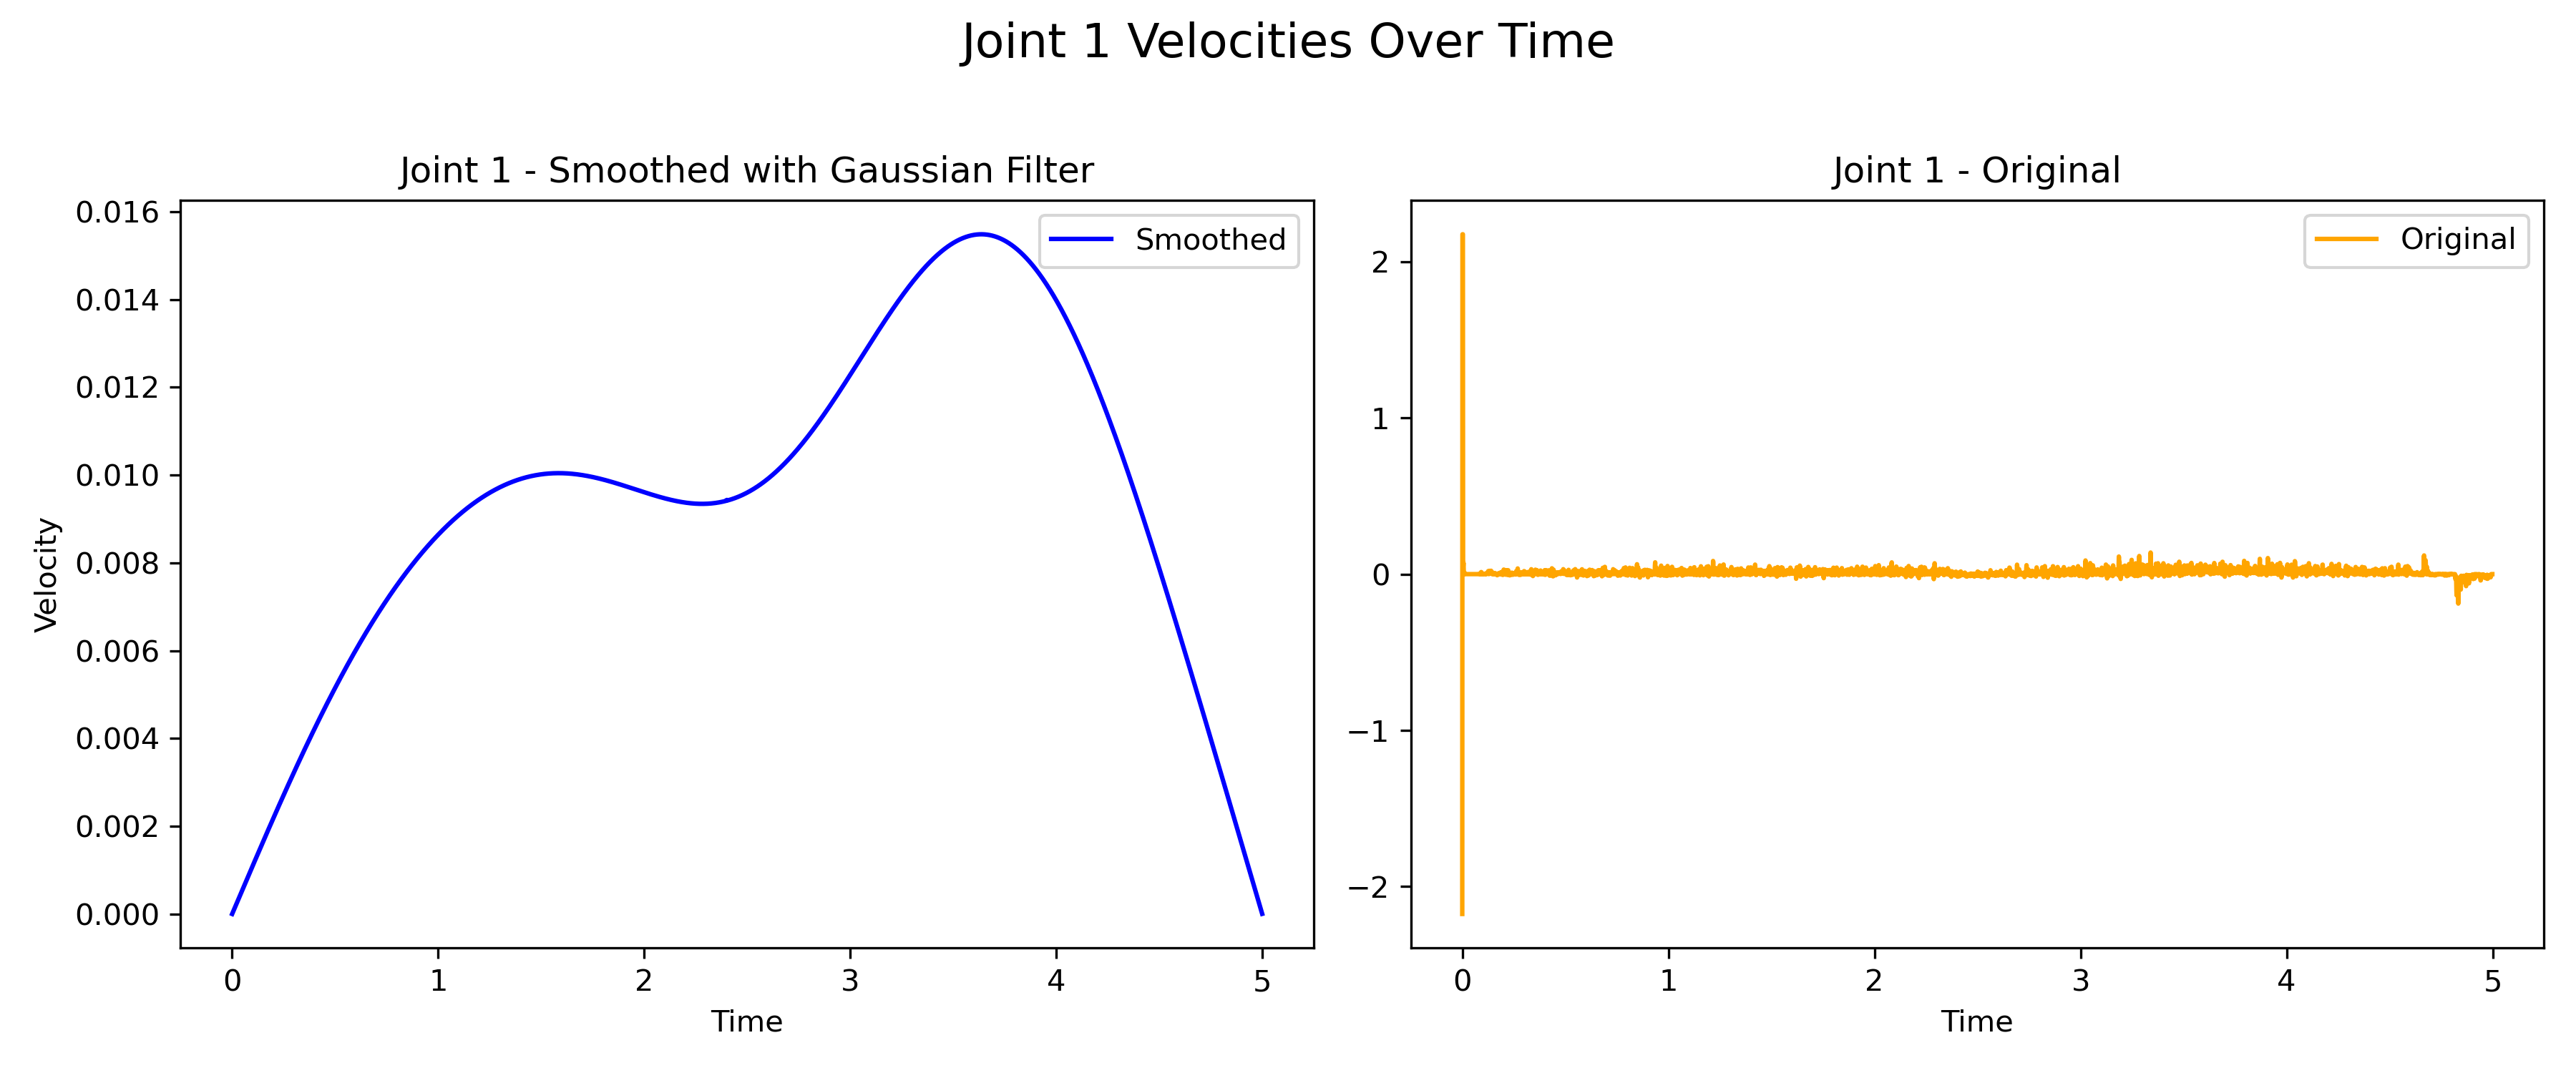 Joint 1 Velocities Over Time
Joint 1 - Smoothed with Gaussian Filter
Smoothed
0.016
0.014
0.012
0.010
0.008
0.006
0.004
0.002
0.000
Velocity
0 1 2 3 4 5
Time
Joint 1 - Original
Original
2
1
0
−1
−2
0 1 2 3 4 5
Time